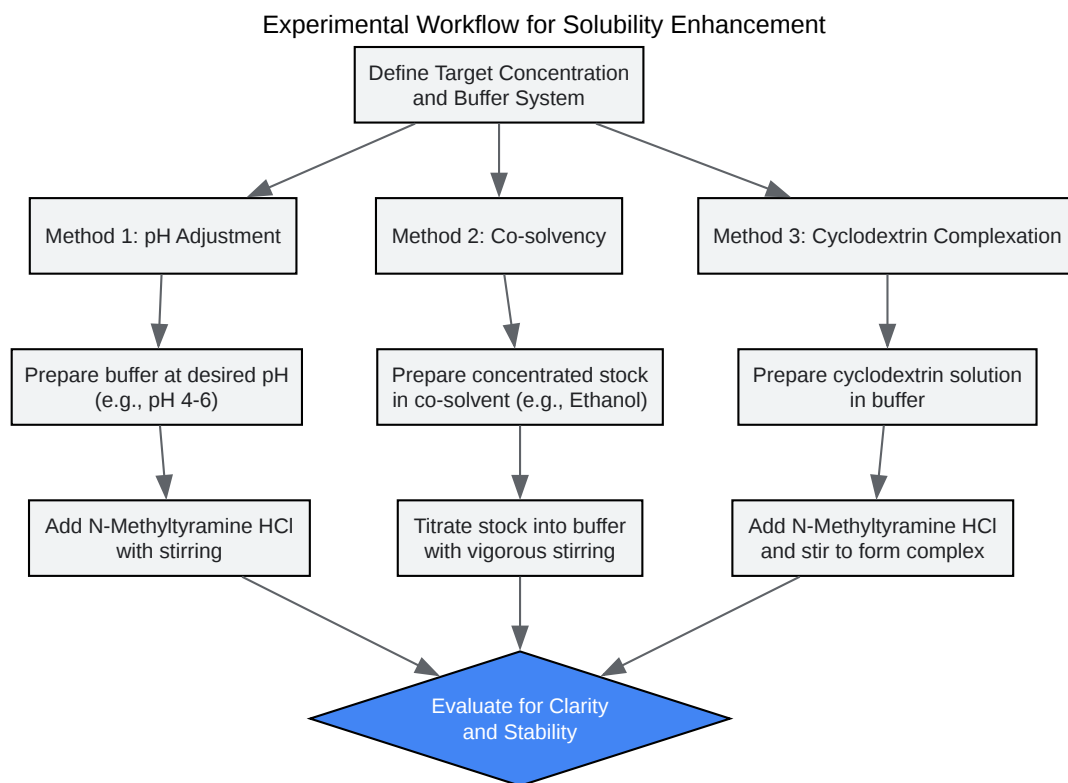 Experimental Workflow for Solubility Enhancement
Define Target Concentration
and Buffer System
Method 1: pH Adjustment
Method 2: Co-solvency
Method 3: Cyclodextrin Complexation
Prepare buffer at desired pH
(e.g., pH 4-6)
Prepare concentrated stock
in co-solvent (e.g., Ethanol)
Prepare cyclodextrin solution
in buffer
Add N-Methyltyramine HCl
with stirring
Titrate stock into buffer
with vigorous stirring
Add N-Methyltyramine HCl
and stir to form complex
Evaluate for Clarity
and Stability